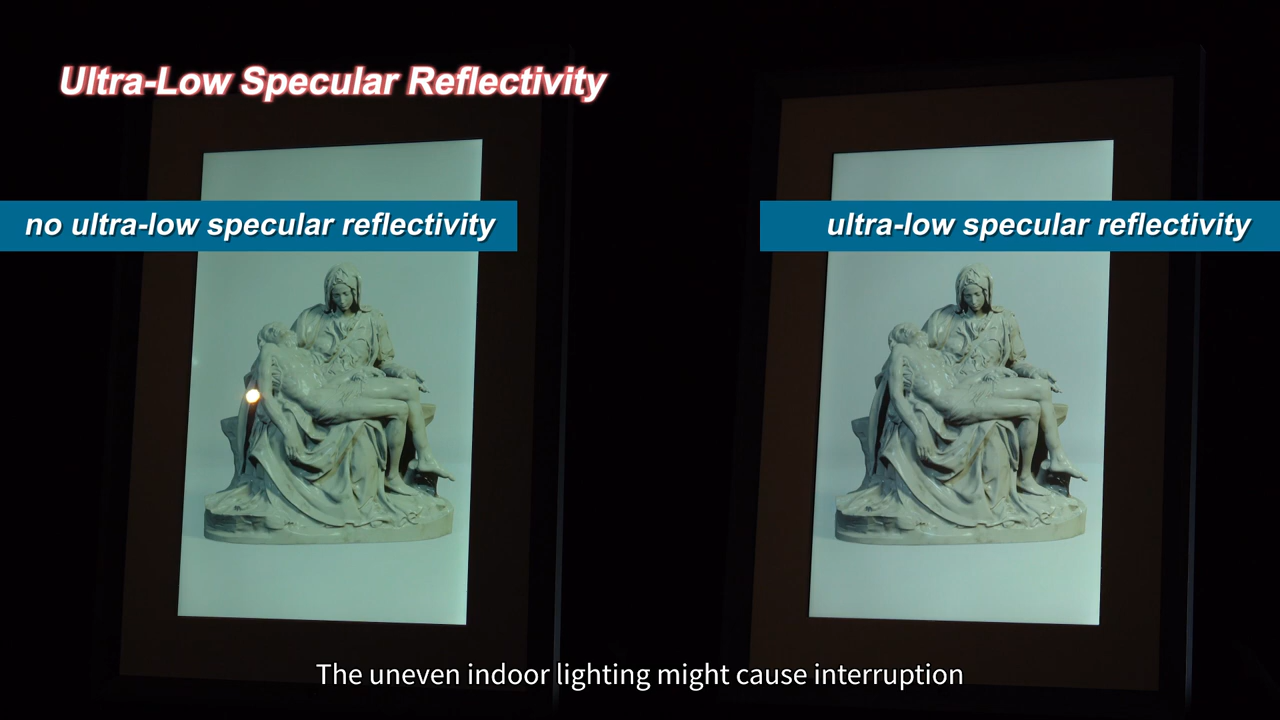 Ultra-Low Specular Reflectivity
no ultra-low specular reflectivity
ultra-low specular reflectivity
The uneven indoor lighting might cause interruption